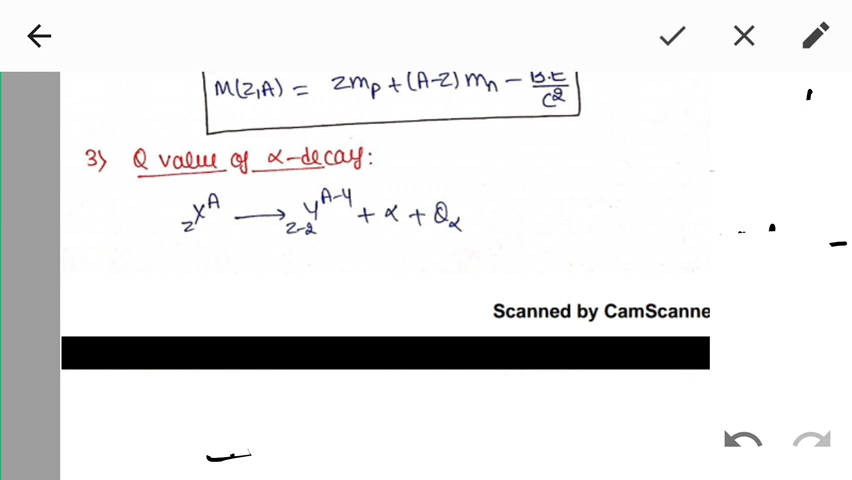 M(Z,A) = Zmp + (A-Z) mn - B.E/C²
3) Q value of α-decay:
zX^A ⟶ z-2Y^A-4 + α + Qα
Scanned by CamScanne